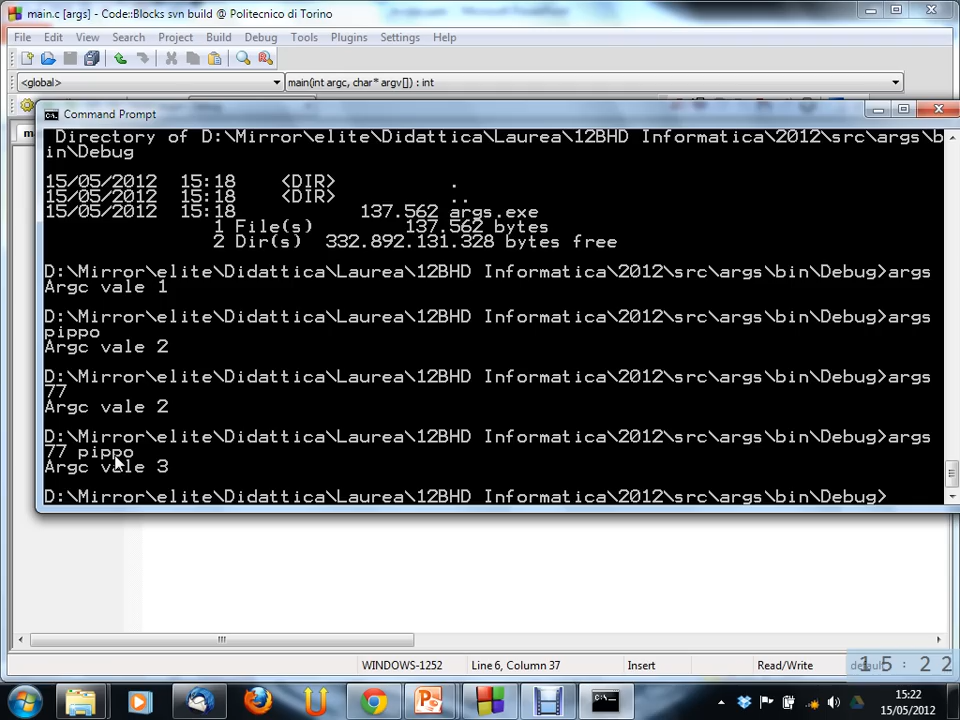 main.c [args] - Code::Blocks svn build @ Politecnico di Torino
File Edit View Search Project Build Debug Tools Plugins Settings Help
<global> main(int argc, char* argv[]) : int
Command Prompt
Directory of D:\Mirror\elite\Didattica\Laurea\12BHD Informatica\2012\src\args\b
in\Debug
15/05/2012 15:18 <DIR> .
15/05/2012 15:18 <DIR> ..
15/05/2012 15:18 137.562 args.exe
1 File(s) 137.562 bytes
2 Dir(s) 332.892.131.328 bytes free
D:\Mirror\elite\Didattica\Laurea\12BHD Informatica\2012\src\args\bin\Debug>args
Argc vale 1
D:\Mirror\elite\Didattica\Laurea\12BHD Informatica\2012\src\args\bin\Debug>args
pippo
Argc vale 2
D:\Mirror\elite\Didattica\Laurea\12BHD Informatica\2012\src\args\bin\Debug>args
77
Argc vale 2
D:\Mirror\elite\Didattica\Laurea\12BHD Informatica\2012\src\args\bin\Debug>args
77 pippo
Argc vale 3
D:\Mirror\elite\Didattica\Laurea\12BHD Informatica\2012\src\args\bin\Debug>
WINDOWS-1252 Line 6, Column 37 Insert Read/Write default
15:22
15:22
15/05/2012